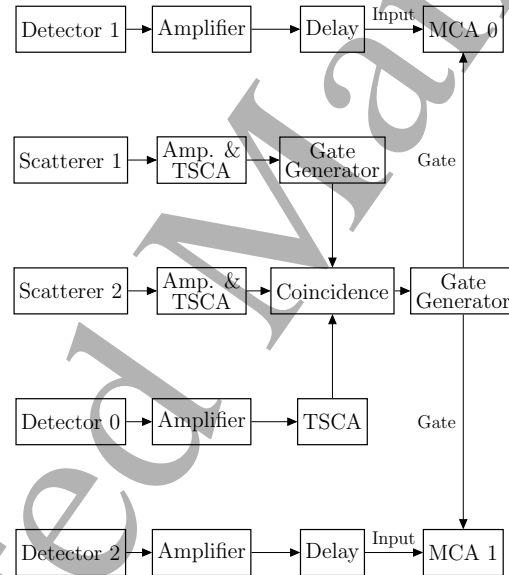 Detector 1
Amplifier
Delay
Input
MCA 0
Scatterer 1
Amp. &
TSCA
Gate
Generator
Gate
Scatterer 2
Amp. &
TSCA
Coincidence
Gate
Generator
Detector 0
Amplifier
TSCA
Gate
Detector 2
Amplifier
Delay
Input
MCA 1